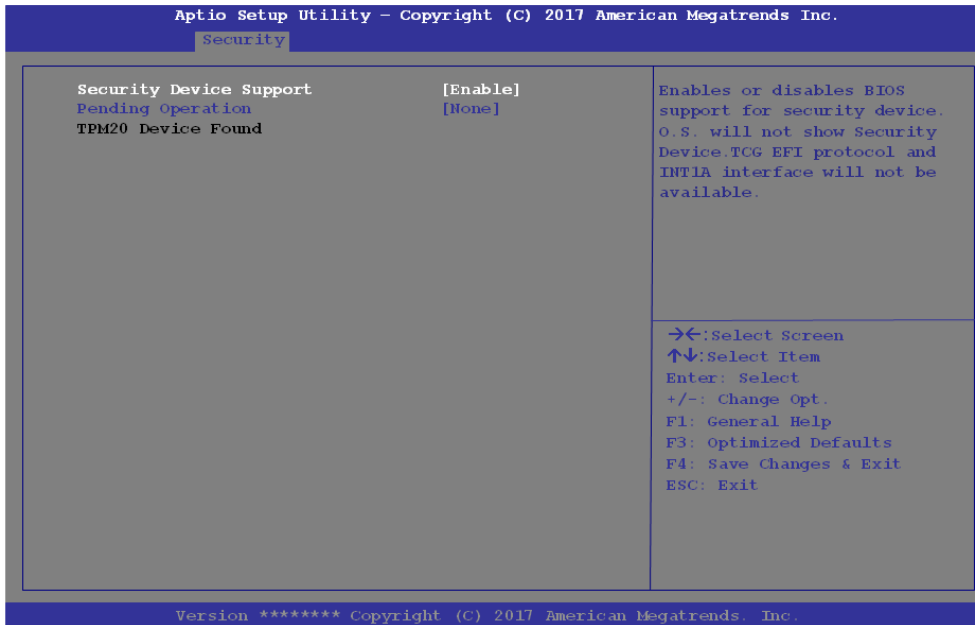 Aptio Setup Utility – Copyright (C) 2017 American Megatrends Inc.
Security
Security Device Support [Enable]
Pending Operation [None]
TPM20 Device Found
Enables or disables BIOS
support for security device.
O.S. will not show Security
Device.TCG EFI protocol and
INT1A interface will not be
available.
→←:Select Screen
↑↓:Select Item
Enter: Select
+/-: Change Opt.
F1: General Help
F3: Optimized Defaults
F4: Save Changes & Exit
ESC: Exit
Version ******** Copyright (C) 2017 American Megatrends. Inc.